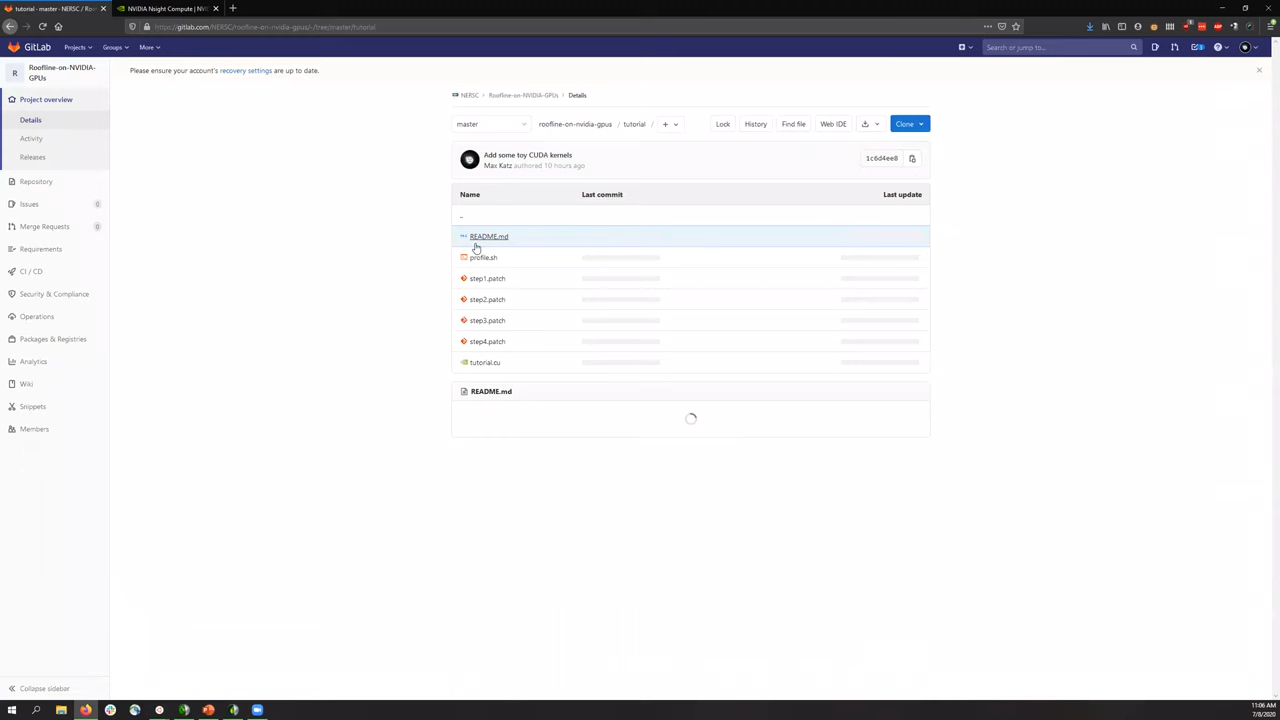 tutorial · master · NERSC / Roo
NVIDIA Nsight Compute | NVI
https://gitlab.com/NERSC/roofline-on-nvidia-gpus/-/tree/master/tutorial
GitLab
Projects
Groups
More
Search or jump to...
R
Roofline-on-NVIDIA-GPUs
Please ensure your account's recovery settings are up to date.
Project overview
Details
Activity
Releases
Repository
Issues
0
Merge Requests
0
Requirements
CI / CD
Security & Compliance
Operations
Packages & Registries
Analytics
Wiki
Snippets
Members
Collapse sidebar
NERSC > Roofline-on-NVIDIA-GPUs > Details
master
roofline-on-nvidia-gpus / tutorial / +
Lock
History
Find file
Web IDE
Clone
Add some toy CUDA kernels
Max Katz authored 10 hours ago
1c6d4ee8
Name
Last commit
Last update
..
README.md
profile.sh
step1.patch
step2.patch
step3.patch
step4.patch
tutorial.cu
README.md
11:06 AM
7/8/2020